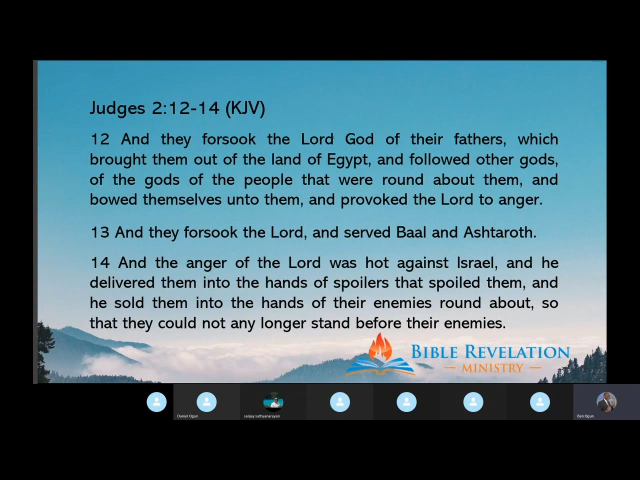 Judges 2:12-14 (KJV)
12 And they forsook the Lord God of their fathers, which
brought them out of the land of Egypt, and followed other gods,
of the gods of the people that were round about them, and
bowed themselves unto them, and provoked the Lord to anger.
13 And they forsook the Lord, and served Baal and Ashtaroth.
14 And the anger of the Lord was hot against Israel, and he
delivered them into the hands of spoilers that spoiled them, and
he sold them into the hands of their enemies round about, so
that they could not any longer stand before their enemies.
BIBLE REVELATION
MINISTRY